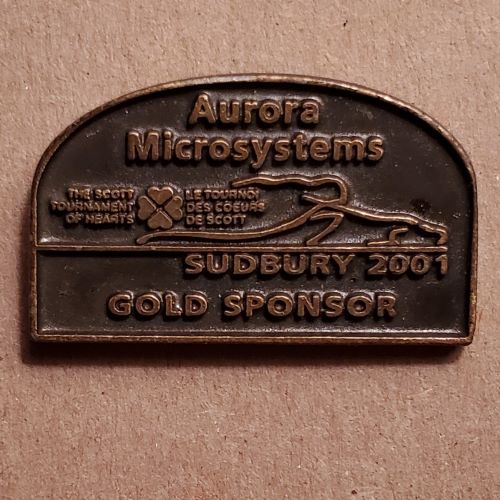 Aurora
Microsystems
THE SCOTT
TOURNAMENT
OF HEARTS
LE TOURNOI
DES COEURS
DE SCOTT
SUDBURY 2001
GOLD SPONSOR